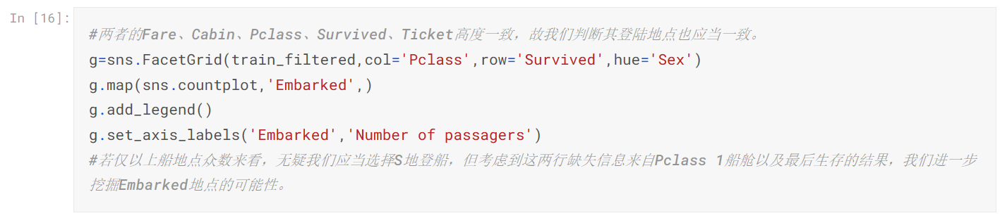 In [16]:
#两者的Fare、Cabin、Pclass、Survived、Ticket高度一致，故我们判断其登陆地点也应当一致。
g=sns.FacetGrid(train_filtered,col='Pclass',row='Survived',hue='Sex')
g.map(sns.countplot,'Embarked',)
g.add_legend()
g.set_axis_labels('Embarked','Number of passagers')
#若仅以上船地点众数来看，无疑我们应当选择S地登船，但考虑到这两行缺失信息来自Pclass 1船舱以及最后生存的结果，我们进一步
挖掘Embarked地点的可能性。